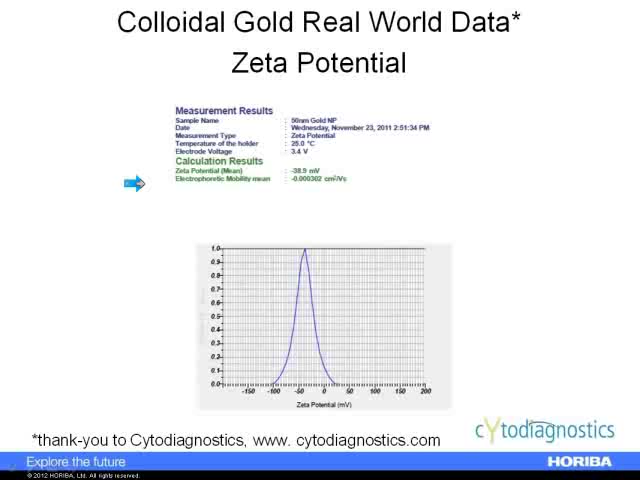 Colloidal Gold Real World Data*
Zeta Potential
Measurement Results
Sample Name : 50nm Gold NP
Date : Wednesday, November 23, 2011 2:51:34 PM
Measurement Type : Zeta Potential
Temperature of the holder : 25.0 °C
Electrode Voltage : 3.4 V
Calculation Results
Zeta Potential (Mean) : -38.9 mV
Electrophoretic Mobility mean : -0.000302 cm²/Vs
1.0
0.9
0.8
0.7
0.6
0.5
0.4
0.3
0.2
0.1
0.0
-150 -100 -50 0 50 100 150 200
Zeta Potential (mV)
*thank-you to Cytodiagnostics, www. cytodiagnostics.com
cYtodiagnostics
Explore the future
HORIBA
© 2012 HORIBA, Ltd. All rights reserved.